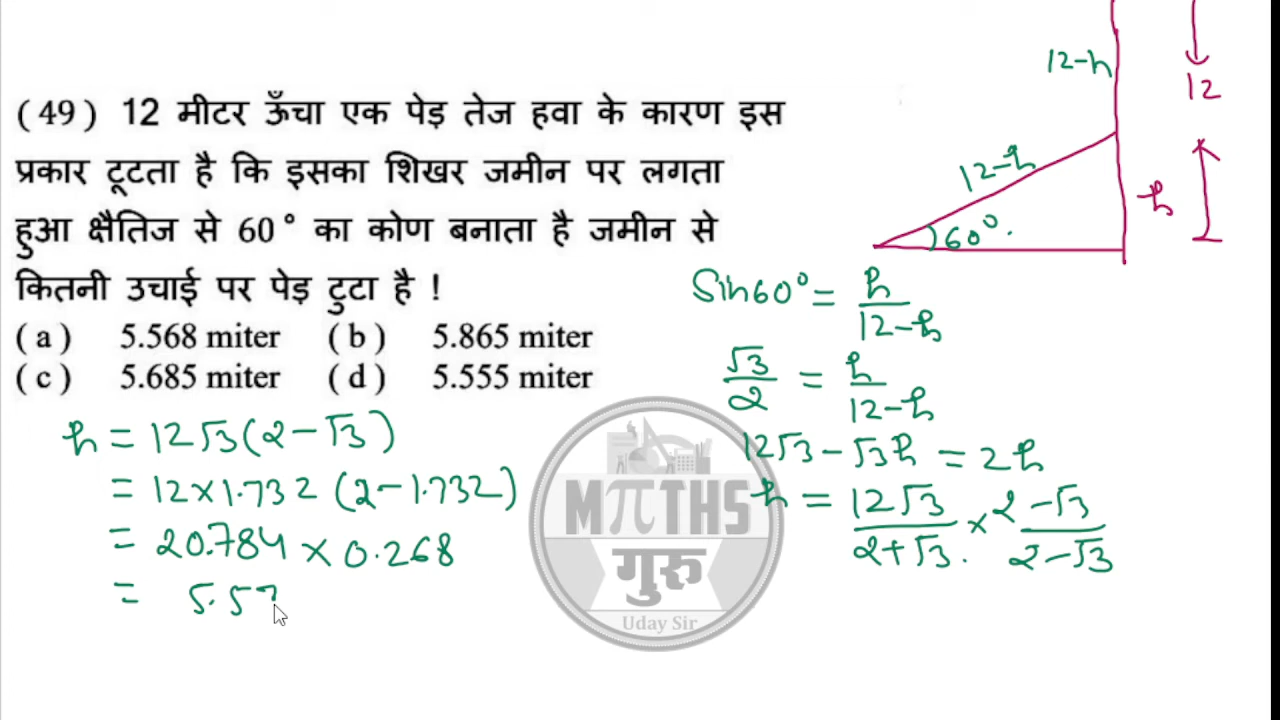 (49) 12 मीटर ऊँचा एक पेड़ तेज हवा के कारण इस
प्रकार टूटता है कि इसका शिखर जमीन पर लगता
हुआ क्षैतिज से 60° का कोण बनाता है जमीन से
कितनी उचाई पर पेड़ टुटा है !
(a) 5.568 miter (b) 5.865 miter
(c) 5.685 miter (d) 5.555 miter
12-h
12
12-h
h
60°.
Sin60° = h/12-h
√3/2 = h/12-h
12√3 - √3h = 2h
h = 12√3/2+√3. × 2-√3/2-√3
h = 12√3(2-√3)
= 12×1.732 (2-1.732)
= 20.784 × 0.268
= 5.57
MπTHS
गुरु
Uday Sir